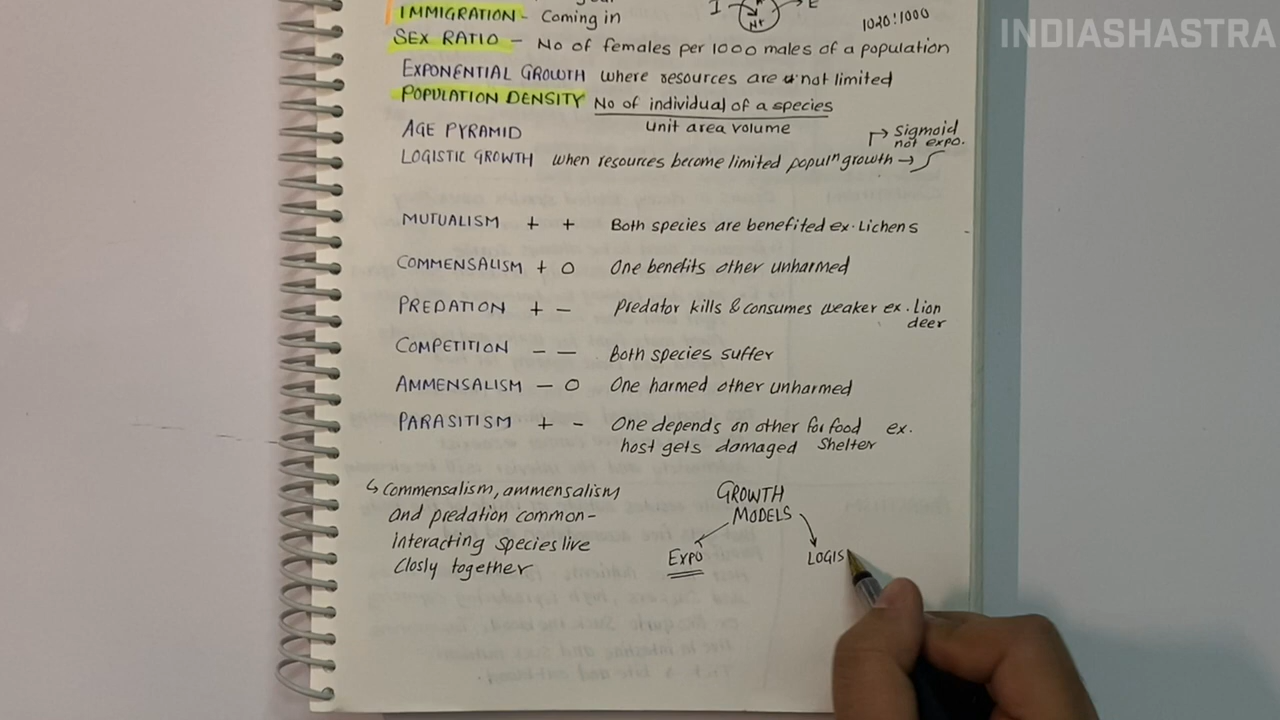 INDIASHASTRA
IMMIGRATION - Coming in
I Nt E
1020:1000
SEX RATIO - No of females per 1000 males of a population
EXPONENTIAL GROWTH where resources are not limited
POPULATION DENSITY No of individual of a species
unit area volume
AGE PYRAMID
Sigmoid
not expo.
LOGISTIC GROWTH when resources become limited populⁿ growth →
MUTUALISM + + Both species are benefited ex. Lichens
COMMENSALISM + 0 One benefits other unharmed
PREDATION + - Predator kills & consumes weaker ex. Lion
deer
COMPETITION - - Both species suffer
AMMENSALISM - 0 One harmed other unharmed
PARASITISM + - One depends on other for food ex.
host gets damaged shelter
↳ Commensalism, ammensalism
and predation common-
interacting species live
Closly together
GROWTH
MODELS
EXPO
LOGIS